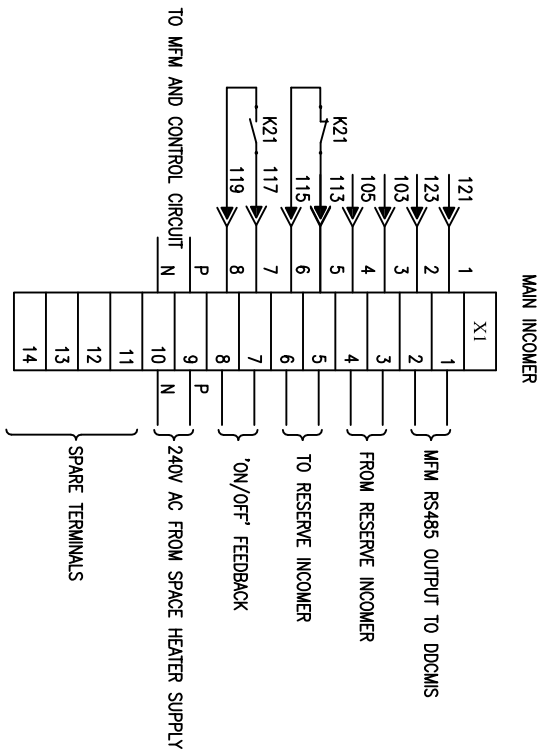 MAIN INCOMER
X1
121 1 1
123 2 2
MFM RS485 OUTPUT TO DDCMIS
103 3 3
105 4 4
FROM RESERVE INCOMER
K21
113 5 5
115 6 6
TO RESERVE INCOMER
K21
117 7 7
119 8 8
'ON/OFF' FEEDBACK
P 9 P
N 10 N
TO MFM AND CONTROL CIRCUIT
240V AC FROM SPACE HEATER SUPPLY
11
12
13
14
SPARE TERMINALS